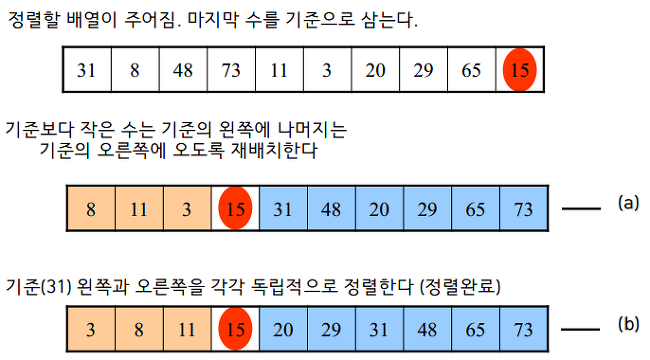 정렬할 배열이 주어짐. 마지막 수를 기준으로 삼는다.
31 8 48 73 11 3 20 29 65 15
기준보다 작은 수는 기준의 왼쪽에 나머지는
기준의 오른쪽에 오도록 재배치한다
8 11 3 15 31 48 20 29 65 73 (a)
기준(31) 왼쪽과 오른쪽을 각각 독립적으로 정렬한다 (정렬완료)
3 8 11 15 20 29 31 48 65 73 (b)